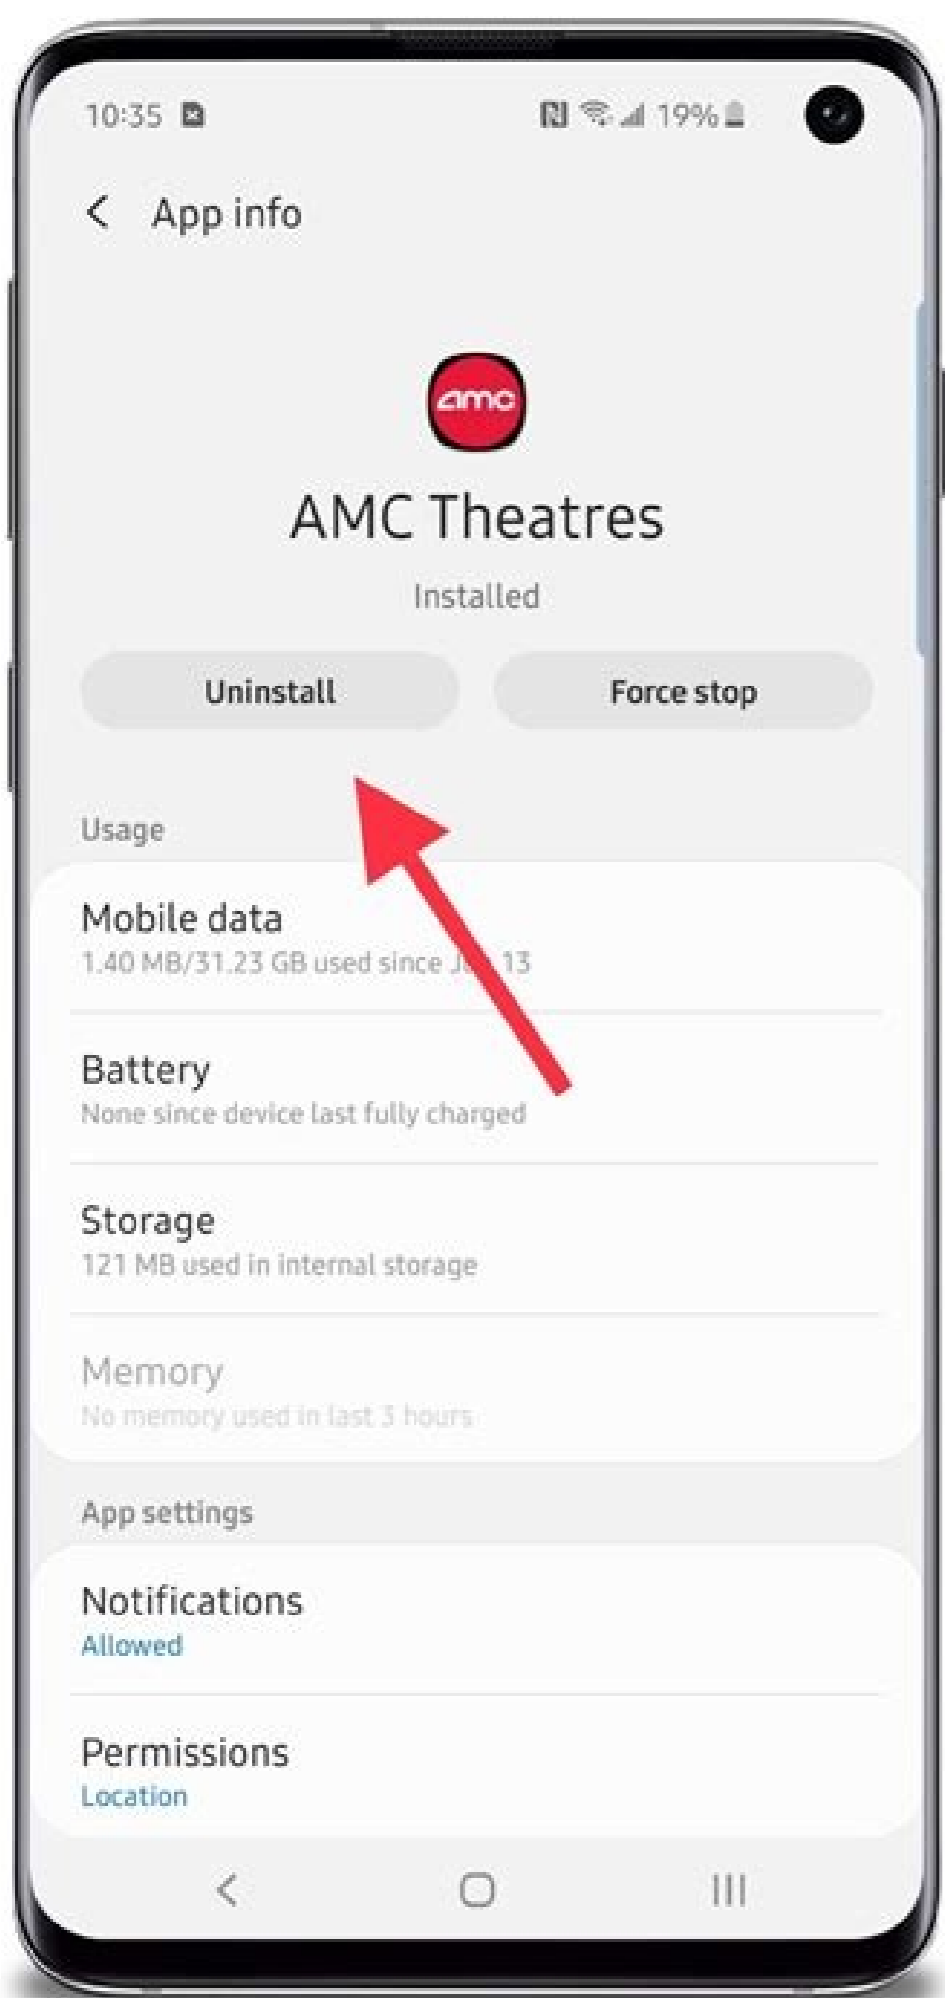 10:35 19%
App info
amc
AMC Theatres
Installed
Uninstall Force stop
Usage
Mobile data
1.40 MB/31.23 GB used since 13
Battery
None since device last fully charged
Storage
121 MB used in internal storage
Memory
No memory used in last 3 hours
App settings
Notifications
Allowed
Permissions
Location